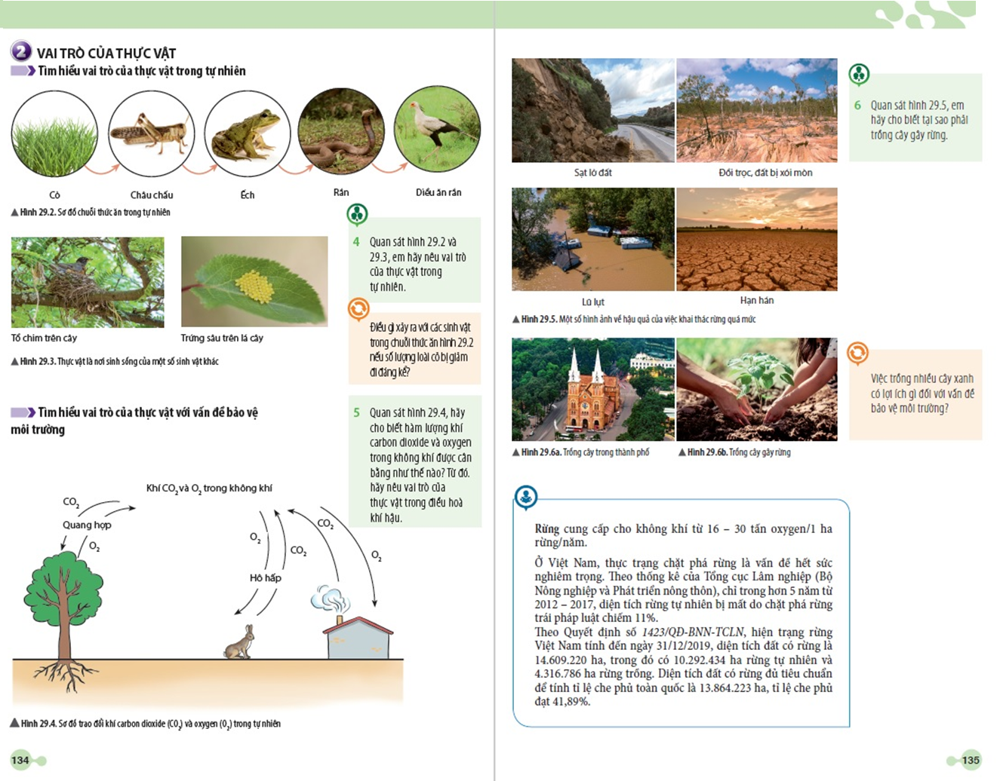 2 VAI TRÒ CỦA THỰC VẬT
Tìm hiểu vai trò của thực vật trong tự nhiên
Cỏ
Châu chấu
Ếch
Rắn
Diều ăn rắn
▲ Hình 29.2. Sơ đồ chuỗi thức ăn trong tự nhiên
Tổ chim trên cây
Trứng sâu trên lá cây
▲ Hình 29.3. Thực vật là nơi sinh sống của một số sinh vật khác
4 Quan sát hình 29.2 và
29.3, em hãy nêu vai trò
của thực vật trong
tự nhiên.
Điều gì xảy ra với các sinh vật
trong chuỗi thức ăn hình 29.2
nếu số lượng loài cỏ bị giảm
đi đáng kể?
Tìm hiểu vai trò của thực vật với vấn đề bảo vệ
môi trường
5 Quan sát hình 29.4, hãy
cho biết hàm lượng khí
carbon dioxide và oxygen
trong không khí được cân
bằng như thế nào? Từ đó.
hãy nêu vai trò của
thực vật trong điều hoà
khí hậu.
Khí CO₂ và O₂ trong không khí
CO₂
Quang hợp
O₂
O₂
CO₂
Hô hấp
CO₂
O₂
▲ Hình 29.4. Sơ đồ trao đổi khí carbon dioxide (CO₂) và oxygen (O₂) trong tự nhiên
134
Sạt lở đất
Đồi trọc, đất bị xói mòn
Lũ lụt
Hạn hán
▲ Hình 29.5. Một số hình ảnh về hậu quả của việc khai thác rừng quá mức
6 Quan sát hình 29.5, em
hãy cho biết tại sao phải
trồng cây gây rừng.
▲ Hình 29.6a. Trồng cây trong thành phố
▲ Hình 29.6b. Trồng cây gây rừng
Việc trồng nhiều cây xanh
có lợi ích gì đối với vấn đề
bảo vệ môi trường?
Rừng cung cấp cho không khí từ 16 – 30 tấn oxygen/1 ha
rừng/năm.
Ở Việt Nam, thực trạng chặt phá rừng là vấn đề hết sức
nghiêm trọng. Theo thống kê của Tổng cục Lâm nghiệp (Bộ
Nông nghiệp và Phát triển nông thôn), chỉ trong hơn 5 năm từ
2012 – 2017, diện tích rừng tự nhiên bị mất do chặt phá rừng
trái pháp luật chiếm 11%.
Theo Quyết định số 1423/QĐ-BNN-TCLN, hiện trạng rừng
Việt Nam tính đến ngày 31/12/2019, diện tích đất có rừng là
14.609.220 ha, trong đó có 10.292.434 ha rừng tự nhiên và
4.316.786 ha rừng trồng. Diện tích đất có rừng đủ tiêu chuẩn
để tính tỉ lệ che phủ toàn quốc là 13.864.223 ha, tỉ lệ che phủ
đạt 41,89%.
135